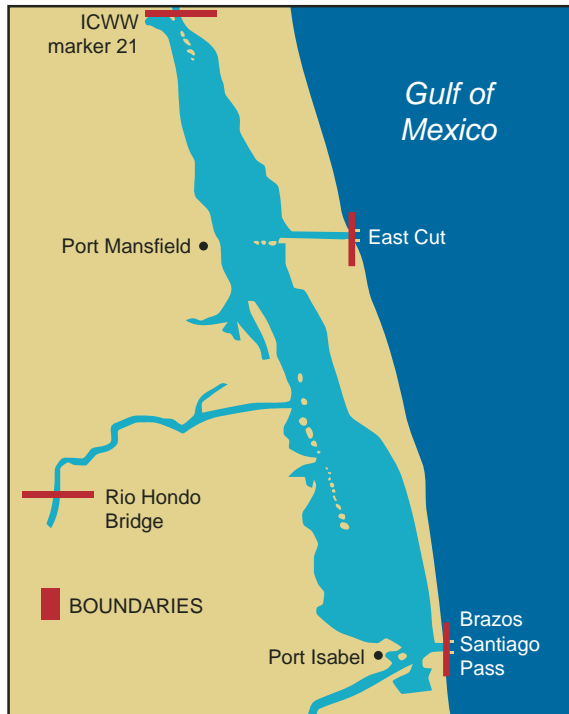 ICWW
marker 21
Gulf of
Mexico
East Cut
Port Mansfield
Rio Hondo
Bridge
BOUNDARIES
Brazos
Santiago
Pass
Port Isabel